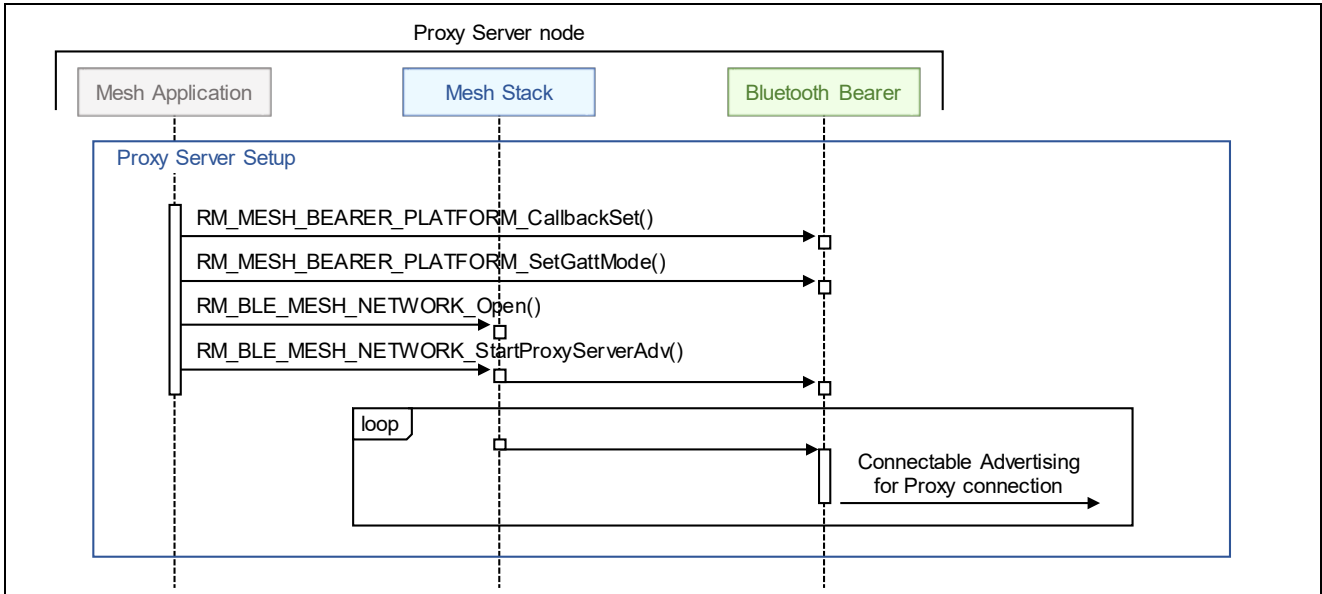 Proxy Server node
Mesh Application
Mesh Stack
Bluetooth Bearer
Proxy Server Setup
RM_MESH_BEARER_PLATFORM_CallbackSet()
RM_MESH_BEARER_PLATFORM_SetGattMode()
RM_BLE_MESH_NETWORK_Open()
RM_BLE_MESH_NETWORK_StartProxyServerAdv()
loop
Connectable Advertising
for Proxy connection